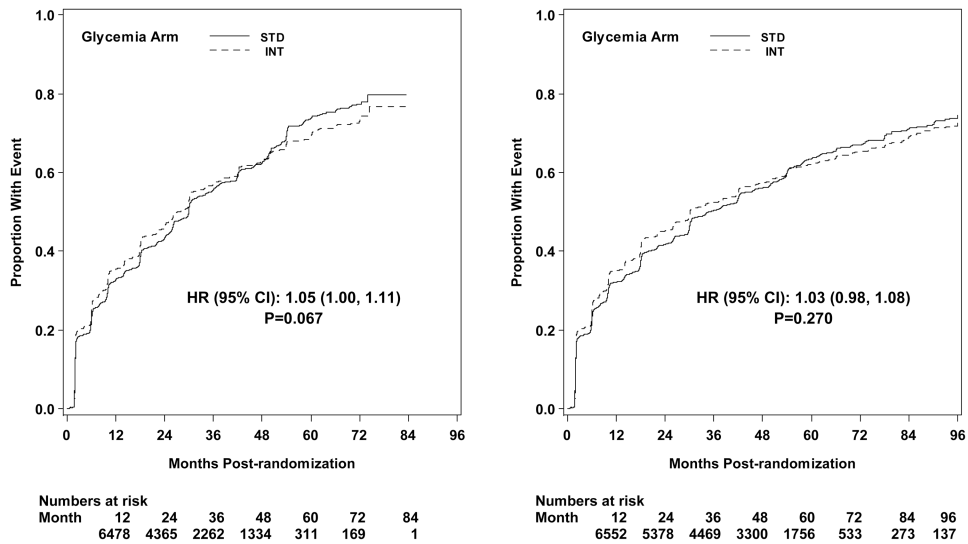 Glycemia Arm STD
INT
1.0
0.8
0.6
0.4
0.2
0.0
Proportion With Event
HR (95% CI): 1.05 (1.00, 1.11)
P=0.067
0 12 24 36 48 60 72 84 96
Months Post-randomization
Numbers at risk
Month 12 24 36 48 60 72 84
6478 4365 2262 1334 311 169 1
Glycemia Arm STD
INT
1.0
0.8
0.6
0.4
0.2
0.0
Proportion With Event
HR (95% CI): 1.03 (0.98, 1.08)
P=0.270
0 12 24 36 48 60 72 84 96
Months Post-randomization
Numbers at risk
Month 12 24 36 48 60 72 84 96
6552 5378 4469 3300 1756 533 273 137